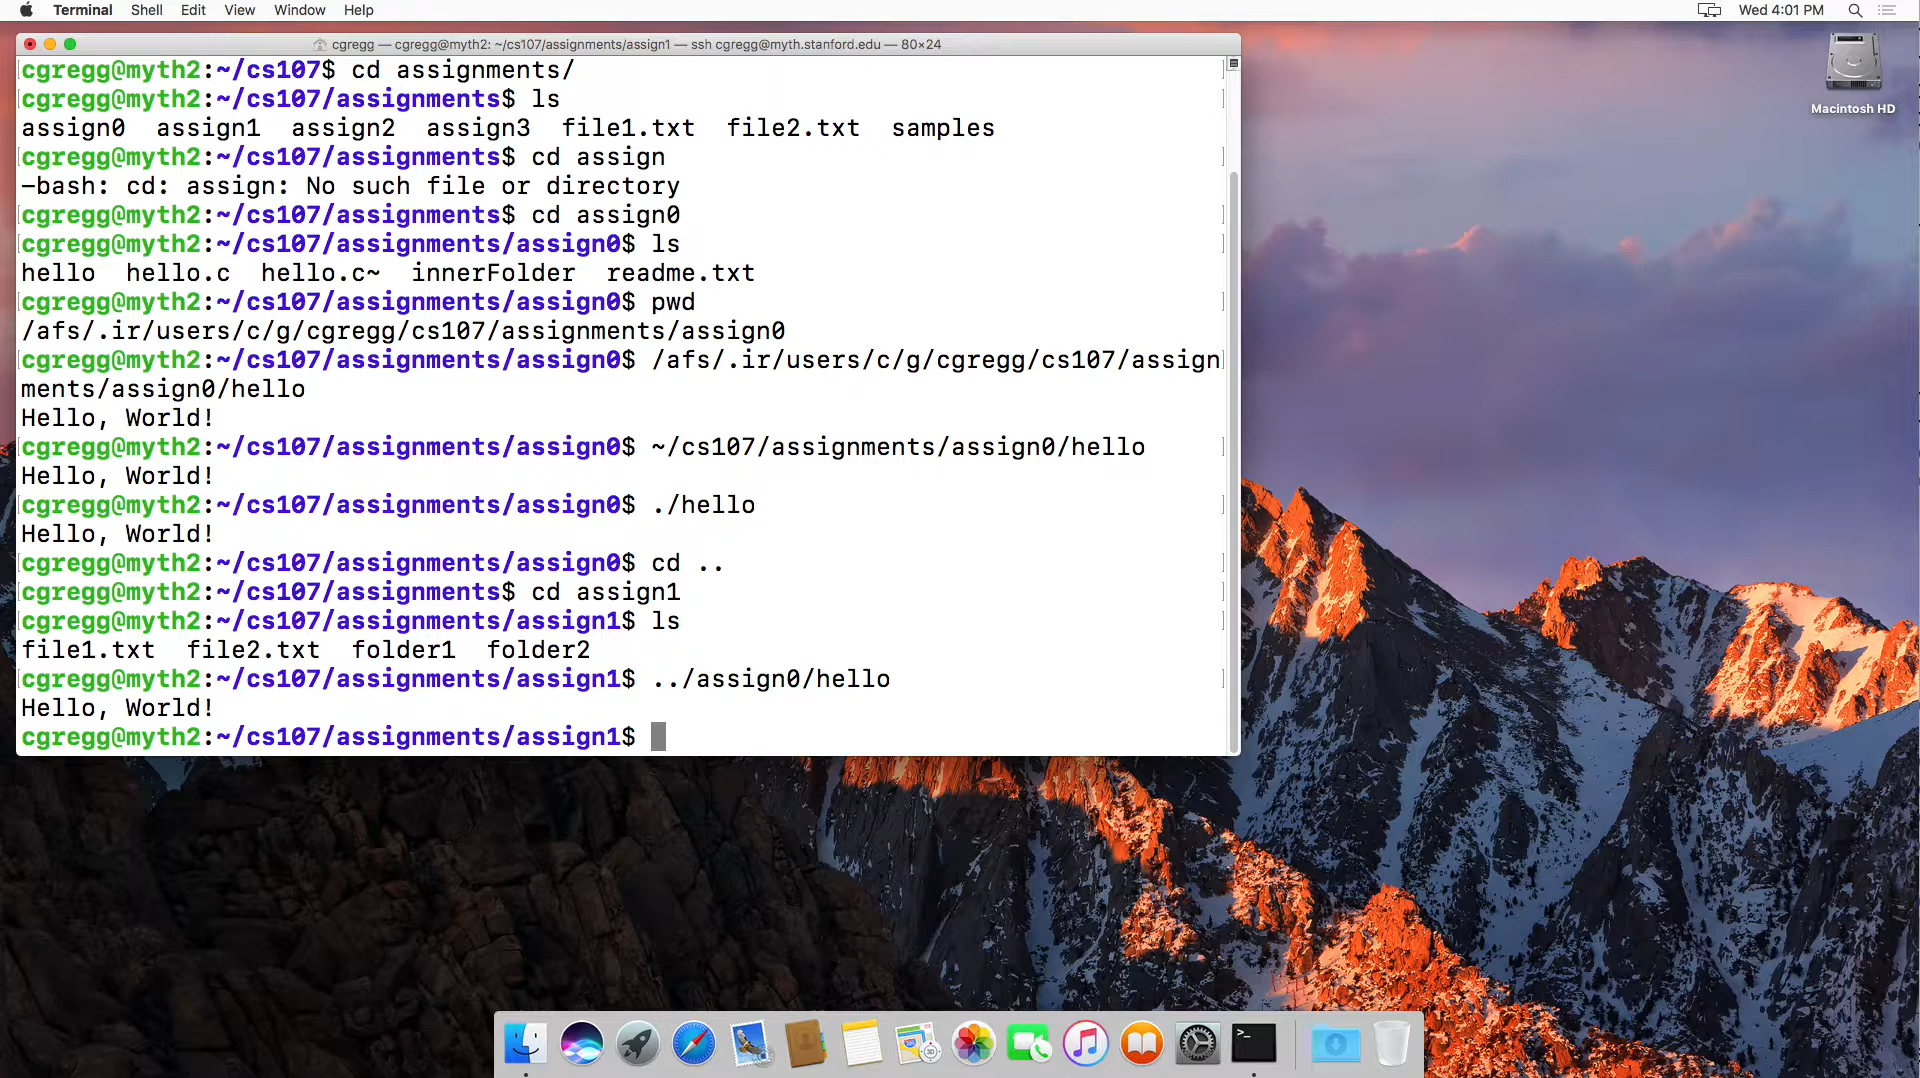 Terminal Shell Edit View Window Help Wed 4:01 PM
cgregg — cgregg@myth2: ~/cs107/assignments/assign1 — ssh cgregg@myth.stanford.edu — 80×24
cgregg@myth2:~/cs107$ cd assignments/
cgregg@myth2:~/cs107/assignments$ ls
assign0 assign1 assign2 assign3 file1.txt file2.txt samples
cgregg@myth2:~/cs107/assignments$ cd assign
-bash: cd: assign: No such file or directory
cgregg@myth2:~/cs107/assignments$ cd assign0
cgregg@myth2:~/cs107/assignments/assign0$ ls
hello hello.c hello.c~ innerFolder readme.txt
cgregg@myth2:~/cs107/assignments/assign0$ pwd
/afs/.ir/users/c/g/cgregg/cs107/assignments/assign0
cgregg@myth2:~/cs107/assignments/assign0$ /afs/.ir/users/c/g/cgregg/cs107/assign
ments/assign0/hello
Hello, World!
cgregg@myth2:~/cs107/assignments/assign0$ ~/cs107/assignments/assign0/hello
Hello, World!
cgregg@myth2:~/cs107/assignments/assign0$ ./hello
Hello, World!
cgregg@myth2:~/cs107/assignments/assign0$ cd ..
cgregg@myth2:~/cs107/assignments$ cd assign1
cgregg@myth2:~/cs107/assignments/assign1$ ls
file1.txt file2.txt folder1 folder2
cgregg@myth2:~/cs107/assignments/assign1$ ../assign0/hello
Hello, World!
cgregg@myth2:~/cs107/assignments/assign1$
Macintosh HD